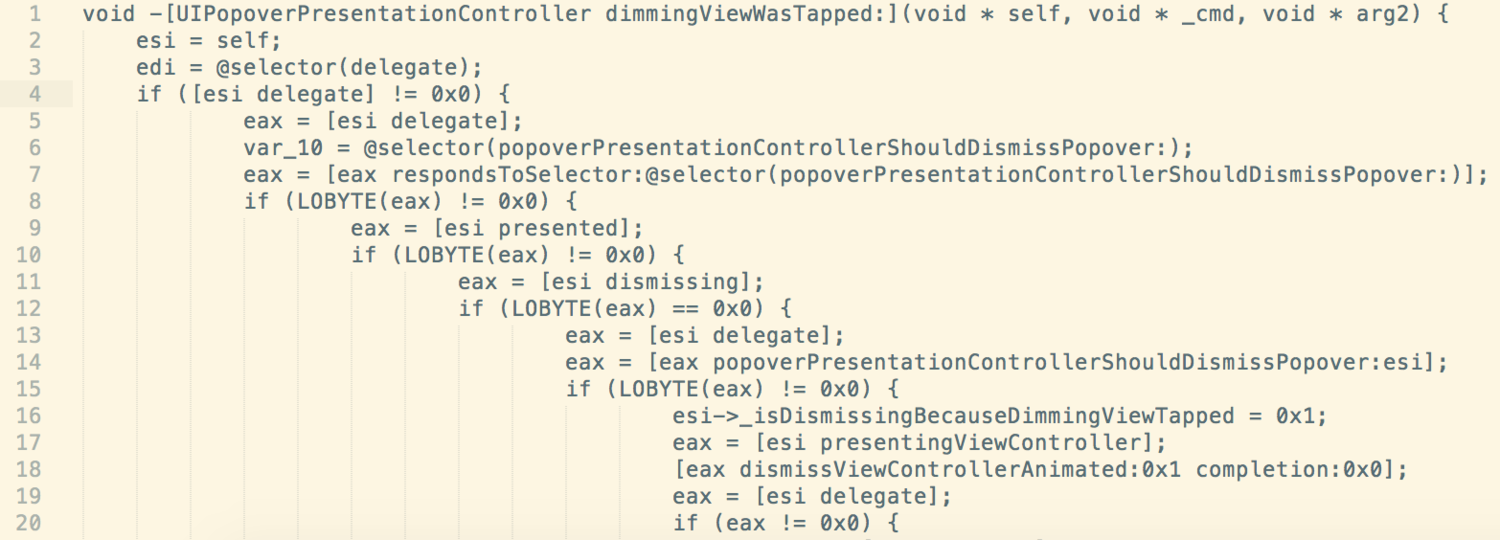 1 void -[UIPopoverPresentationController dimmingViewWasTapped:](void * self, void * _cmd, void * arg2) {
2 esi = self;
3 edi = @selector(delegate);
4 if ([esi delegate] != 0x0) {
5 eax = [esi delegate];
6 var_10 = @selector(popoverPresentationControllerShouldDismissPopover:);
7 eax = [eax respondsToSelector:@selector(popoverPresentationControllerShouldDismissPopover:)];
8 if (LOBYTE(eax) != 0x0) {
9 eax = [esi presented];
10 if (LOBYTE(eax) != 0x0) {
11 eax = [esi dismissing];
12 if (LOBYTE(eax) == 0x0) {
13 eax = [esi delegate];
14 eax = [eax popoverPresentationControllerShouldDismissPopover:esi];
15 if (LOBYTE(eax) != 0x0) {
16 esi->_isDismissingBecauseDimmingViewTapped = 0x1;
17 eax = [esi presentingViewController];
18 [eax dismissViewControllerAnimated:0x1 completion:0x0];
19 eax = [esi delegate];
20 if (eax != 0x0) {